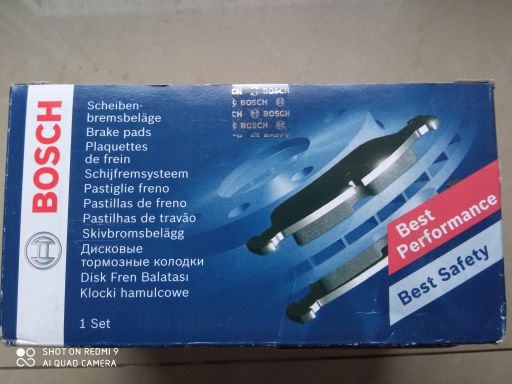 BOSCH
Scheiben-
bremsbeläge
Brake pads
Plaquettes
de frein
Schijfremsysteem
Pastiglie freno
Pastillas de freno
Pastilhas de travão
Skivbromsbelägg
Дисковые
тормозные колодки
Disk Fren Balatası
Klocki hamulcowe
1 Set
BOSCH
BOSCH
BOSCH
Best
Performance
Best Safety
SHOT ON REDMI 9
AI QUAD CAMERA